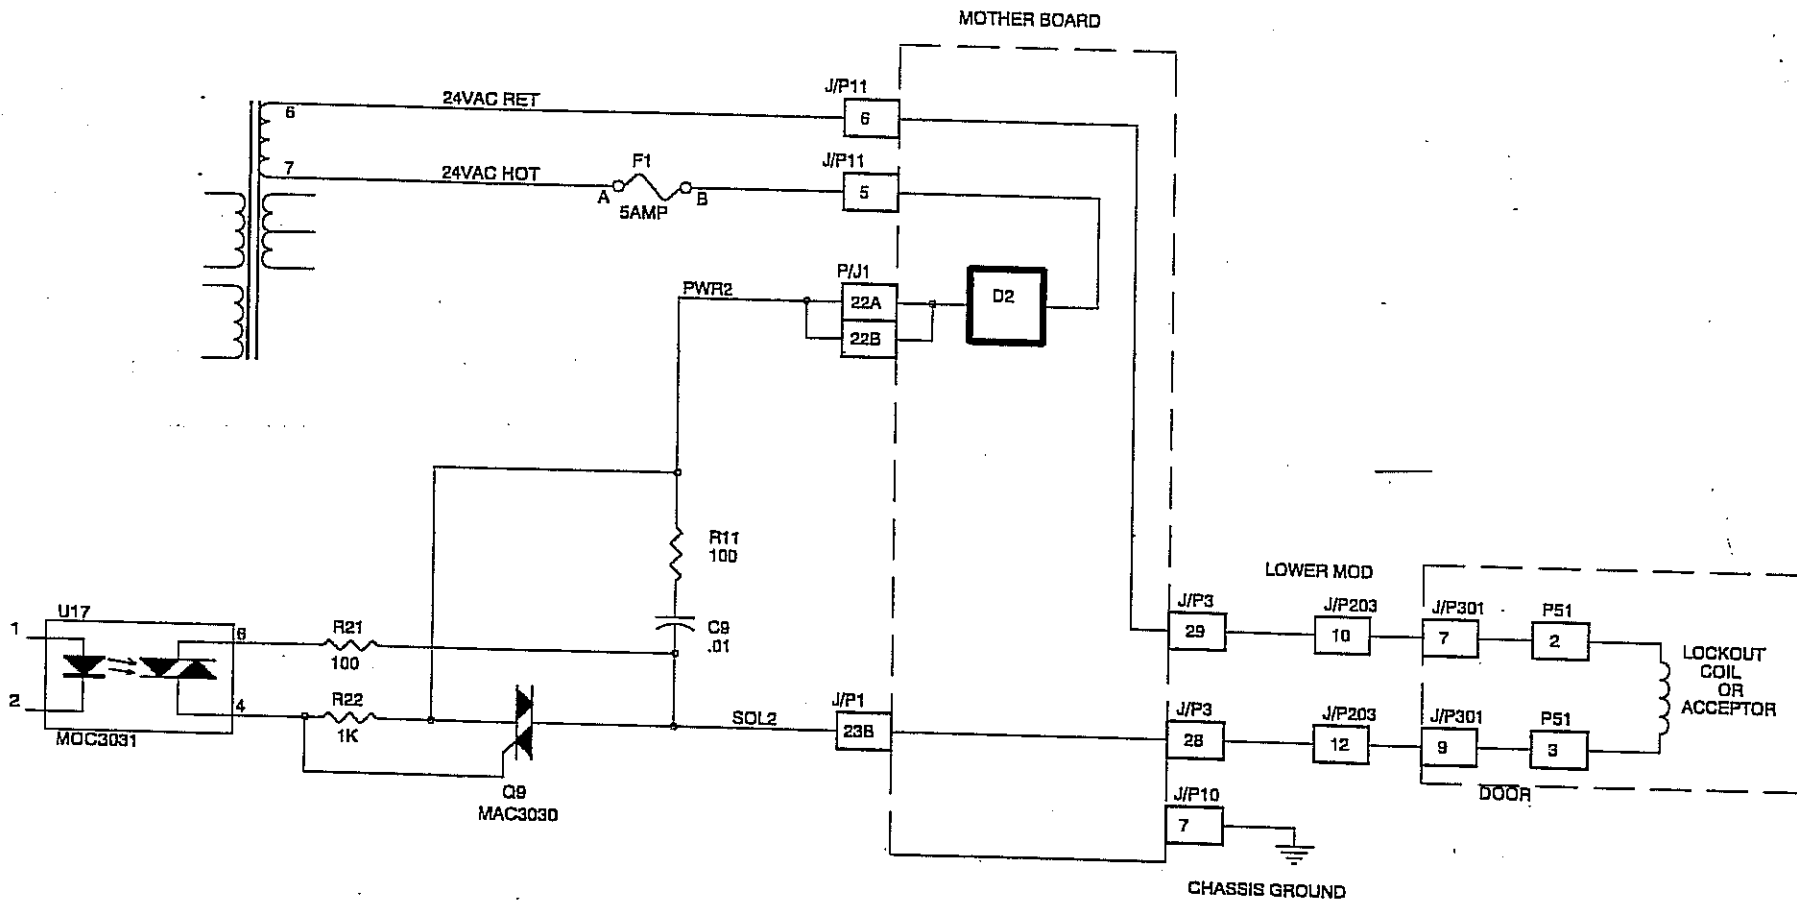 MOTHER BOARD
J/P11
24VAC RET
6
6
J/P11
7
24VAC HOT
F1
A
B
5AMP
5
P/J1
PWR2
22A
22B
D2
R11
100
C9
.01
LOWER MOD
J/P3
29
J/P203
10
J/P301
7
P51
2
LOCKOUT
COIL
OR
ACCEPTOR
U17
1
2
6
4
MOC3031
R21
100
R22
1K
Q9
MAC3030
SOL2
J/P1
23B
J/P3
28
J/P203
12
J/P301
9
P51
3
DOOR
J/P10
7
CHASSIS GROUND